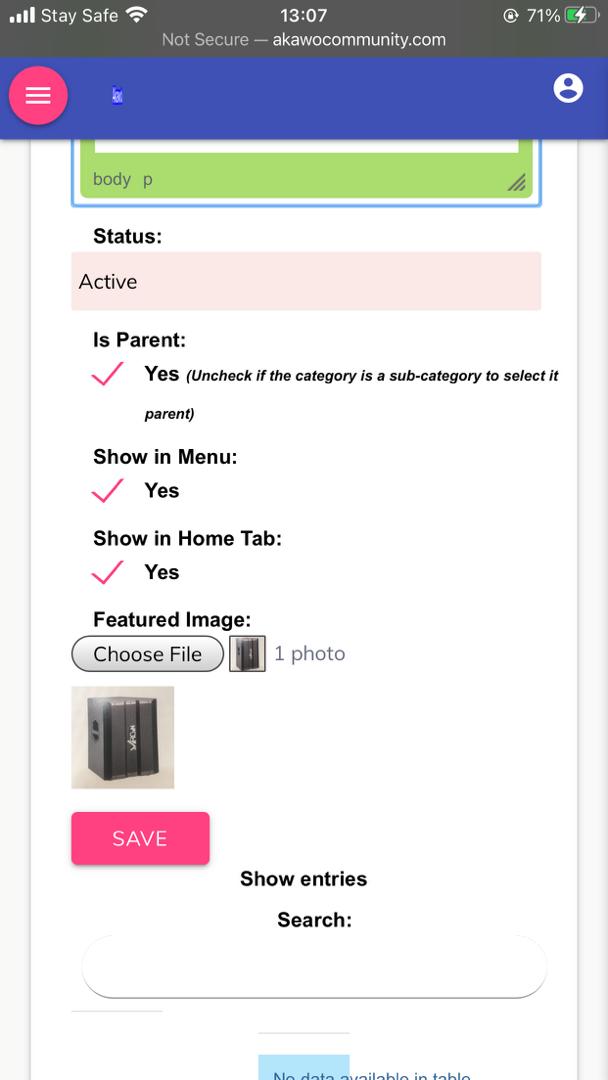 Stay Safe 13:07 71%
Not Secure — akawocommunity.com
body p
Status:
Active
Is Parent:
Yes (Uncheck if the category is a sub-category to select it
parent)
Show in Menu:
Yes
Show in Home Tab:
Yes
Featured Image:
Choose File 1 photo
SAVE
Show entries
Search:
No data available in table